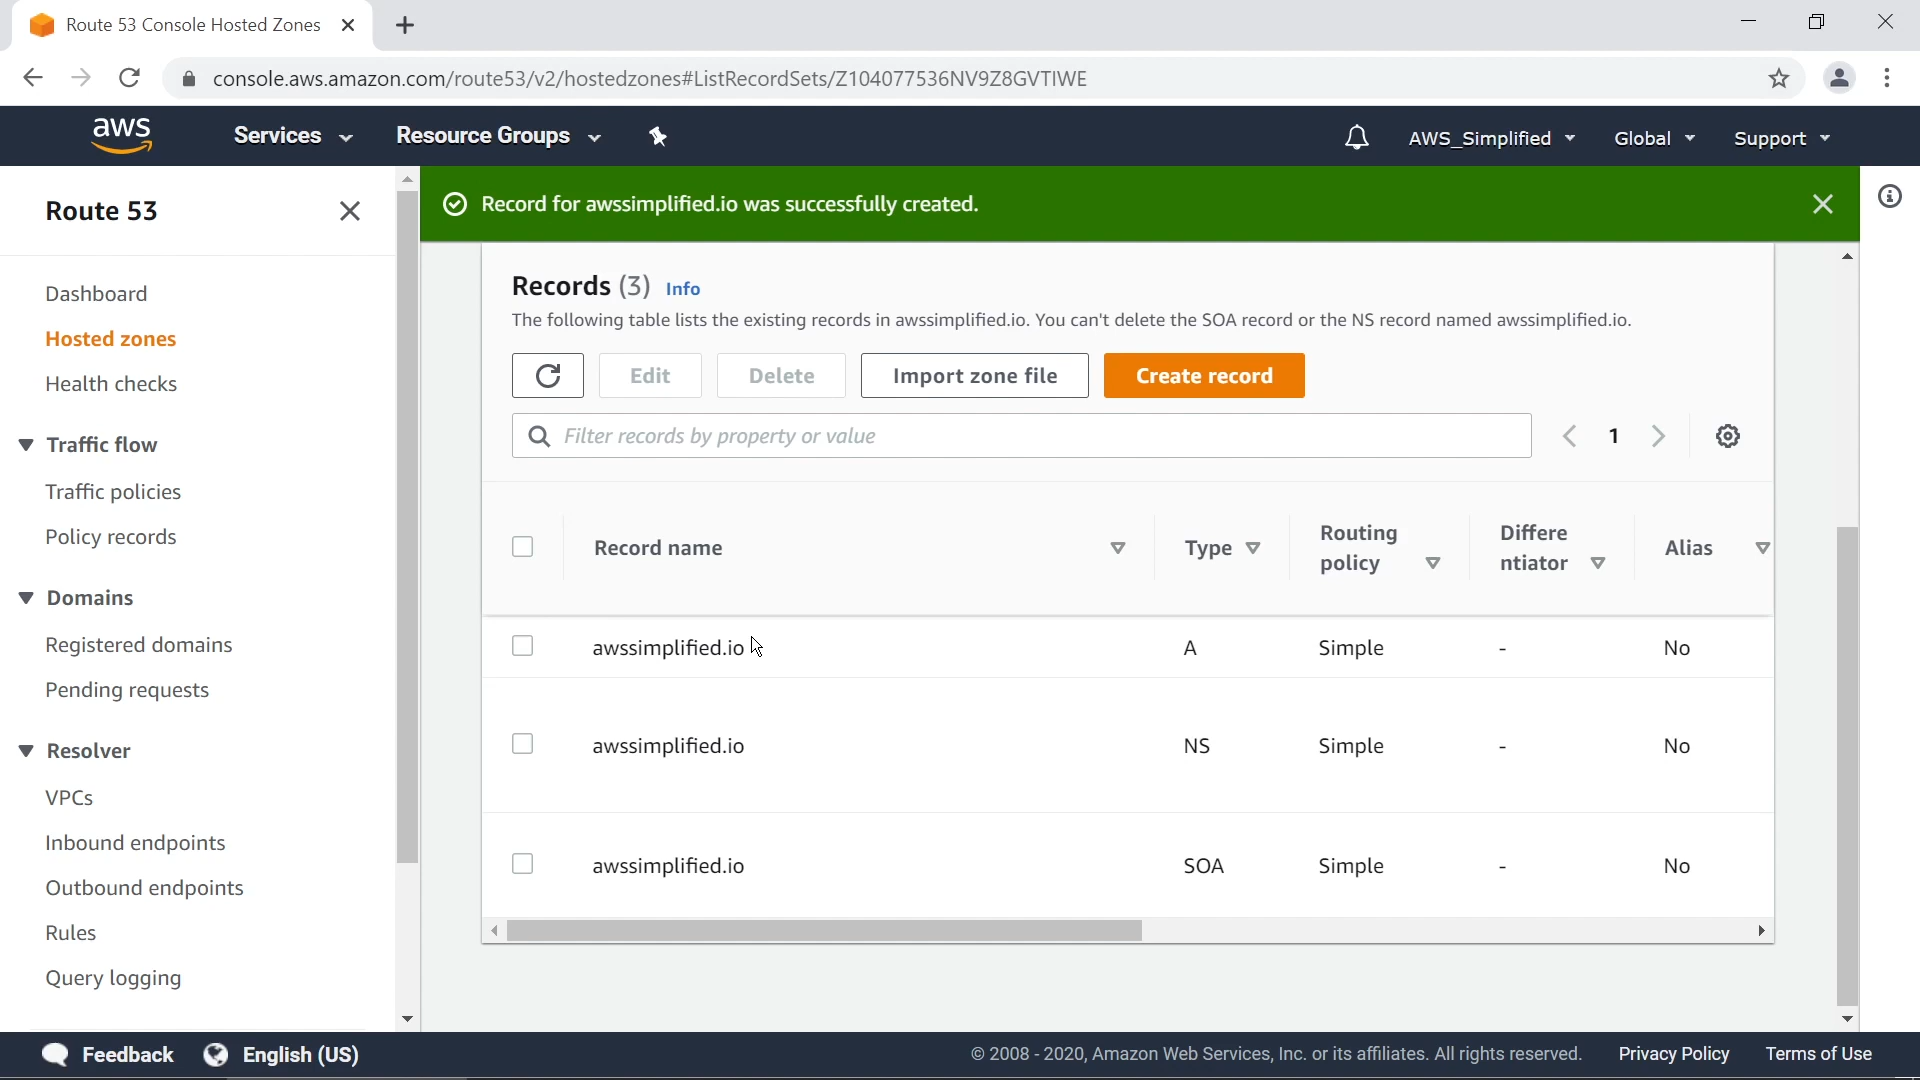 Route 53 Console Hosted Zones
console.aws.amazon.com/route53/v2/hostedzones#ListRecordSets/Z104077536NV9Z8GVTIWE
aws
Services
Resource Groups
AWS_Simplified
Global
Support
Route 53
Dashboard
Hosted zones
Health checks
Traffic flow
Traffic policies
Policy records
Domains
Registered domains
Pending requests
Resolver
VPCs
Inbound endpoints
Outbound endpoints
Rules
Query logging
Record for awssimplified.io was successfully created.
Records (3) Info
The following table lists the existing records in awssimplified.io. You can't delete the SOA record or the NS record named awssimplified.io.
Edit Delete Import zone file Create record
Filter records by property or value
1
Record name Type Routing policy Differentiator Alias
awssimplified.io A Simple - No
awssimplified.io NS Simple - No
awssimplified.io SOA Simple - No
Feedback English (US)
© 2008 - 2020, Amazon Web Services, Inc. or its affiliates. All rights reserved. Privacy Policy Terms of Use